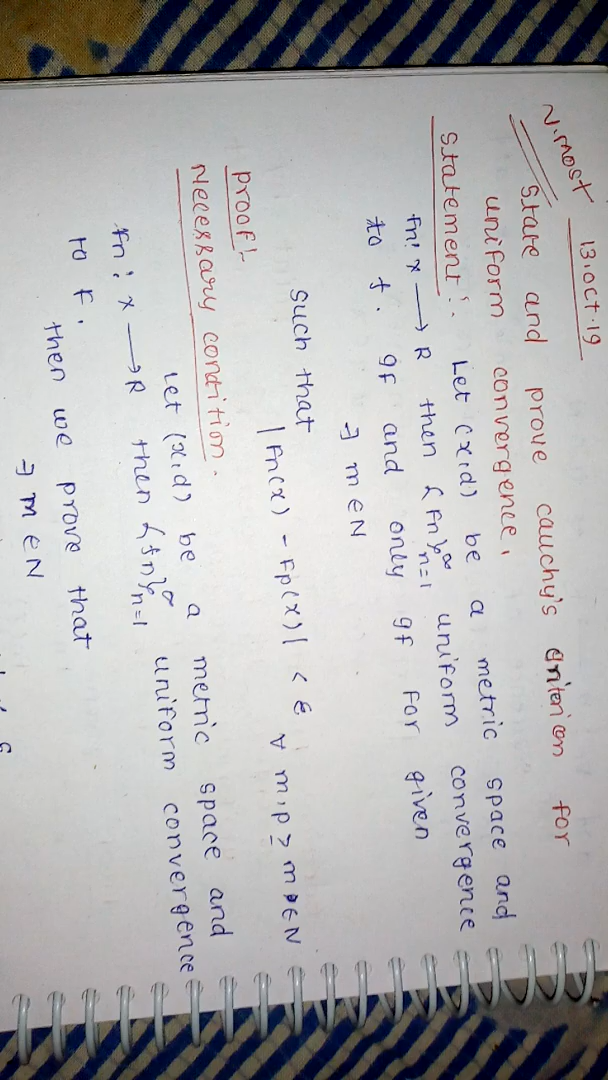 13.oct.19
V.most
State and prove cauchy's criterion for
uniform convergence.
Statement:- Let (x,d) be a metric space and
fn: x → R then {fn}∞n=1 uniform convergence
to f. If and only If for given
∃ m ∈ N
such that
|Fn(x) - Fp(x)| < ϵ ∀ m,p ≥ m ∈ N
proof:-
Necessary condition.
Let (x,d) be a metric space and
fn: x → R then {fn}∞n=1 uniform convergence
to F.
then we prove that
∃ m ∈ N